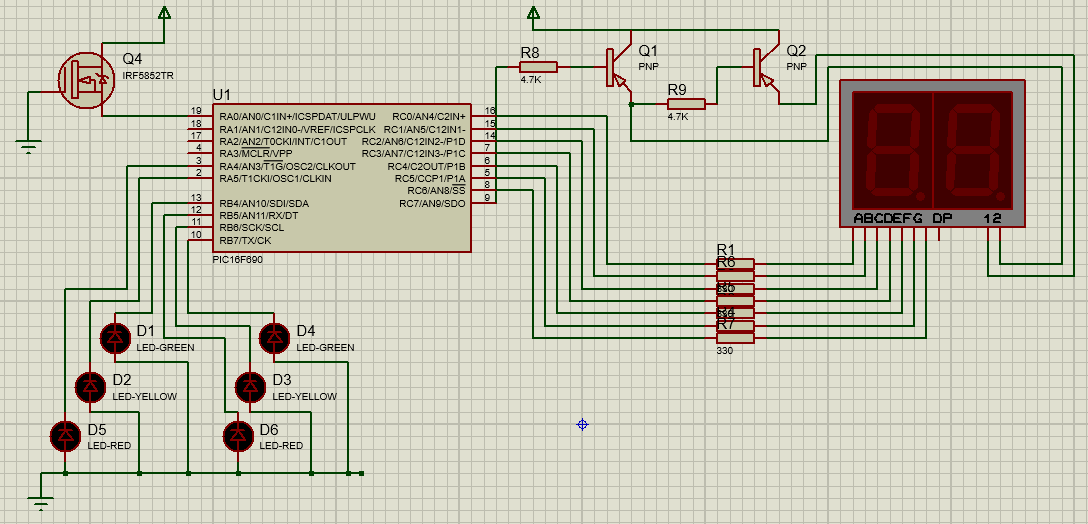 Q4
IRF5852TR
R8
4.7K
Q1
PNP
Q2
PNP
R9
4.7K
U1
19 RA0/AN0/C1IN+/ICSPDAT/ULPWU
18 RA1/AN1/C12IN0-/VREF/ICSPCLK
17 RA2/AN2/T0CKI/INT/C1OUT
4 RA3/MCLR/VPP
3 RA4/AN3/T1G/OSC2/CLKOUT
2 RA5/T1CKI/OSC1/CLKIN
13 RB4/AN10/SDI/SDA
12 RB5/AN11/RX/DT
11 RB6/SCK/SCL
10 RB7/TX/CK
RC0/AN4/C2IN+ 16
RC1/AN5/C12IN1- 15
RC2/AN6/C12IN2-/P1D 14
RC3/AN7/C12IN3-/P1C 7
RC4/C2OUT/P1B 6
RC5/CCP1/P1A 5
RC6/AN8/SS 8
RC7/AN9/SDO 9
PIC16F690
ABCDEFG DP 12
R1
R6
R7
330
D1
LED-GREEN
D4
LED-GREEN
D2
LED-YELLOW
D3
LED-YELLOW
D5
LED-RED
D6
LED-RED